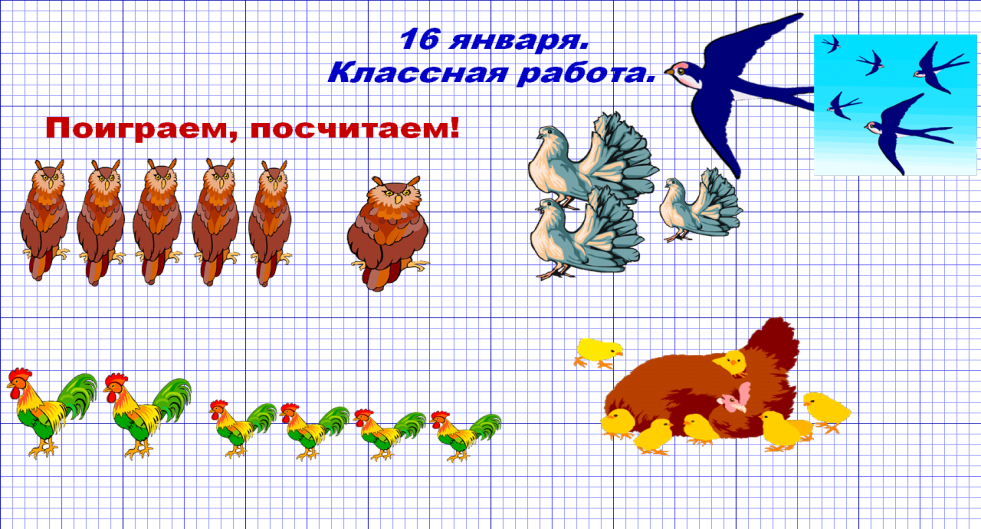 16 января.
Классная работа.
Поиграем, посчитаем!